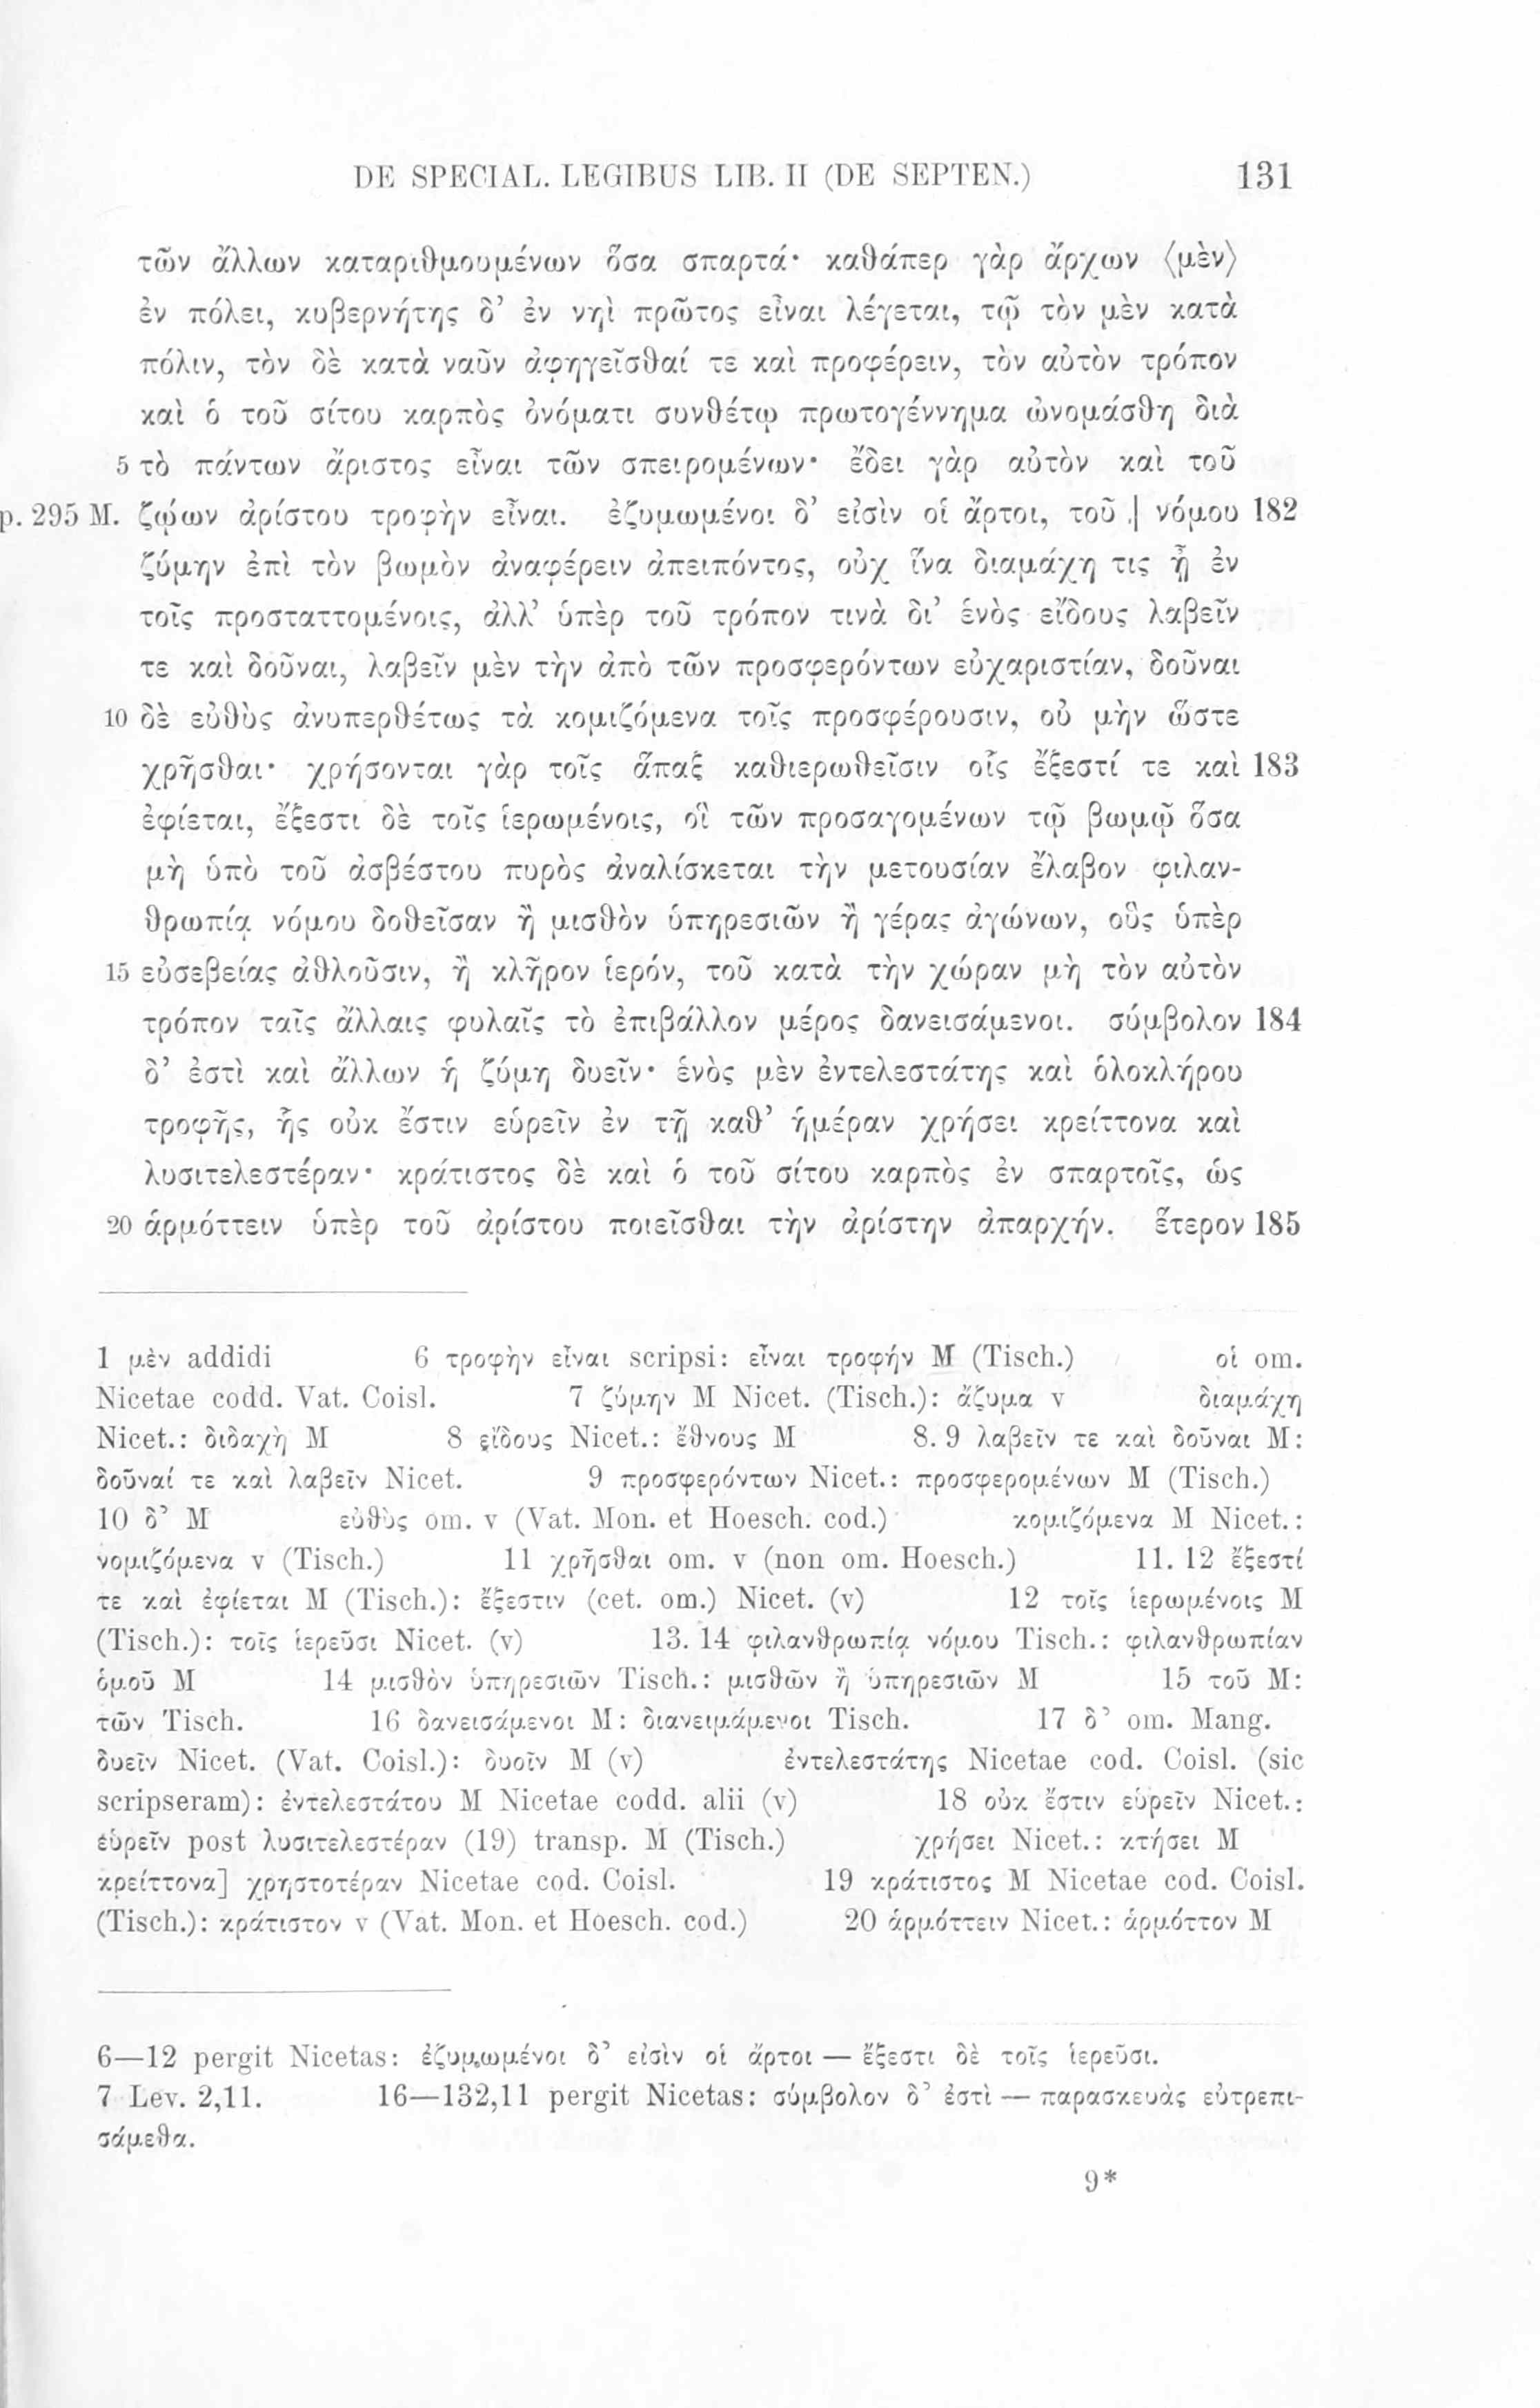 DE SPECIAL. LEGIBUS LIB. II (DE SEPTEN.) 131
τῶν ἄλλων καταριθμουμένων ὅσα σπαρτά· καθάπερ γὰρ ἄρχων ⟨μὲν⟩
ἐν πόλει, κυβερνήτης δ’ ἐν νηὶ πρῶτος εἶναι λέγεται, τῷ τὸν μὲν κατὰ
πόλιν, τὸν δὲ κατὰ ναῦν ἀφηγεῖσθαί τε καὶ προφέρειν, τὸν αὐτὸν τρόπον
καὶ ὁ τοῦ σίτου καρπὸς ὀνόματι συνθέτῳ πρωτογέννημα ὠνομάσθη διὰ
5 τὸ πάντων ἄριστος εἶναι τῶν σπειρομένων· ἔδει γὰρ αὐτὸν καὶ τοῦ
p. 295 M. ζῴων ἀρίστου τροφὴν εἶναι. ἐζυμωμένοι δ’ εἰσὶν οἱ ἄρτοι, τοῦ | νόμου 182
ζύμην ἐπὶ τὸν βωμὸν ἀναφέρειν ἀπειπόντος, οὐχ ἵνα διαμάχη τις ᾖ ἐν
τοῖς προσταττομένοις, ἀλλ’ ὑπὲρ τοῦ τρόπον τινὰ δι’ ἑνὸς εἴδους λαβεῖν
τε καὶ δοῦναι, λαβεῖν μὲν τὴν ἀπὸ τῶν προσφερόντων εὐχαριστίαν, δοῦναι
10 δὲ εὐθὺς ἀνυπερθέτως τὰ κομιζόμενα τοῖς προσφέρουσιν, οὐ μὴν ὥστε
χρῆσθαι· χρήσονται γὰρ τοῖς ἅπαξ καθιερωθεῖσιν οἷς ἔξεστί τε καὶ 183
ἐφίεται, ἔξεστι δὲ τοῖς ἱερωμένοις, οἳ τῶν προσαγομένων τῷ βωμῷ ὅσα
μὴ ὑπὸ τοῦ ἀσβέστου πυρὸς ἀναλίσκεται τὴν μετουσίαν ἔλαβον φιλαν-
θρωπίᾳ νόμου δοθεῖσαν ἢ μισθὸν ὑπηρεσιῶν ἢ γέρας ἀγώνων, οὓς ὑπὲρ
15 εὐσεβείας ἀθλοῦσιν, ἢ κλῆρον ἱερόν, τοῦ κατὰ τὴν χώραν μὴ τὸν αὐτὸν
τρόπον ταῖς ἄλλαις φυλαῖς τὸ ἐπιβάλλον μέρος δανεισάμενοι. σύμβολον 184
δ’ ἐστὶ καὶ ἄλλων ἡ ζύμη δυεῖν· ἑνὸς μὲν ἐντελεστάτης καὶ ὁλοκλήρου
τροφῆς, ἧς οὐκ ἔστιν εὑρεῖν ἐν τῇ καθ’ ἡμέραν χρήσει κρείττονα καὶ
λυσιτελεστέραν· κράτιστος δὲ καὶ ὁ τοῦ σίτου καρπὸς ἐν σπαρτοῖς, ὡς
20 ἁρμόττειν ὑπὲρ τοῦ ἀρίστου ποιεῖσθαι τὴν ἀρίστην ἀπαρχήν. ἕτερον 185
1 μὲν addidi 6 τροφὴν εἶναι scripsi: εἶναι τροφήν M (Tisch.) οἱ om.
Nicetae codd. Vat. Coisl. 7 ζύμην M Nicet. (Tisch.): ἄζυμα v διαμάχη
Nicet.: διδαχὴ M 8 εἴδους Nicet.: ἔθνους M 8. 9 λαβεῖν τε καὶ δοῦναι M:
δοῦναί τε καὶ λαβεῖν Nicet. 9 προσφερόντων Nicet.: προσφερομένων M (Tisch.)
10 δ’ M εὐθὺς om. v (Vat. Mon. et Hoesch. cod.) κομιζόμενα M Nicet.:
νομιζόμενα v (Tisch.) 11 χρῆσθαι om. v (non om. Hoesch.) 11. 12 ἔξεστί
τε καὶ ἐφίεται M (Tisch.): ἔξεστιν (cet. om.) Nicet. (v) 12 τοῖς ἱερωμένοις M
(Tisch.): τοῖς ἱερεῦσι Nicet. (v) 13. 14 φιλανθρωπίᾳ νόμου Tisch.: φιλανθρωπίαν
ὁμοῦ M 14 μισθὸν ὑπηρεσιῶν Tisch.: μισθῶν ἢ ὑπηρεσιῶν M 15 τοῦ M:
τῶν Tisch. 16 δανεισάμενοι M: διανειμάμενοι Tisch. 17 δ’ om. Mang.
δυεῖν Nicet. (Vat. Coisl.): δυοῖν M (v) ἐντελεστάτης Nicetae cod. Coisl. (sic
scripseram): ἐντελεστάτου M Nicetae codd. alii (v) 18 οὐκ ἔστιν εὑρεῖν Nicet.:
εὑρεῖν post λυσιτελεστέραν (19) transp. M (Tisch.) χρήσει Nicet.: κτήσει M
κρείττονα] χρηστοτέραν Nicetae cod. Coisl. 19 κράτιστος M Nicetae cod. Coisl.
(Tisch.): κράτιστον v (Vat. Mon. et Hoesch. cod.) 20 ἁρμόττειν Nicet.: ἁρμόττον M
6—12 pergit Nicetas: ἐζυμωμένοι δ’ εἰσὶν οἱ ἄρτοι — ἔξεστι δὲ τοῖς ἱερεῦσι.
7 Lev. 2,11. 16—132,11 pergit Nicetas: σύμβολον δ’ ἐστὶ — παρασκευὰς εὐτρεπι-
σάμεθα.
9*